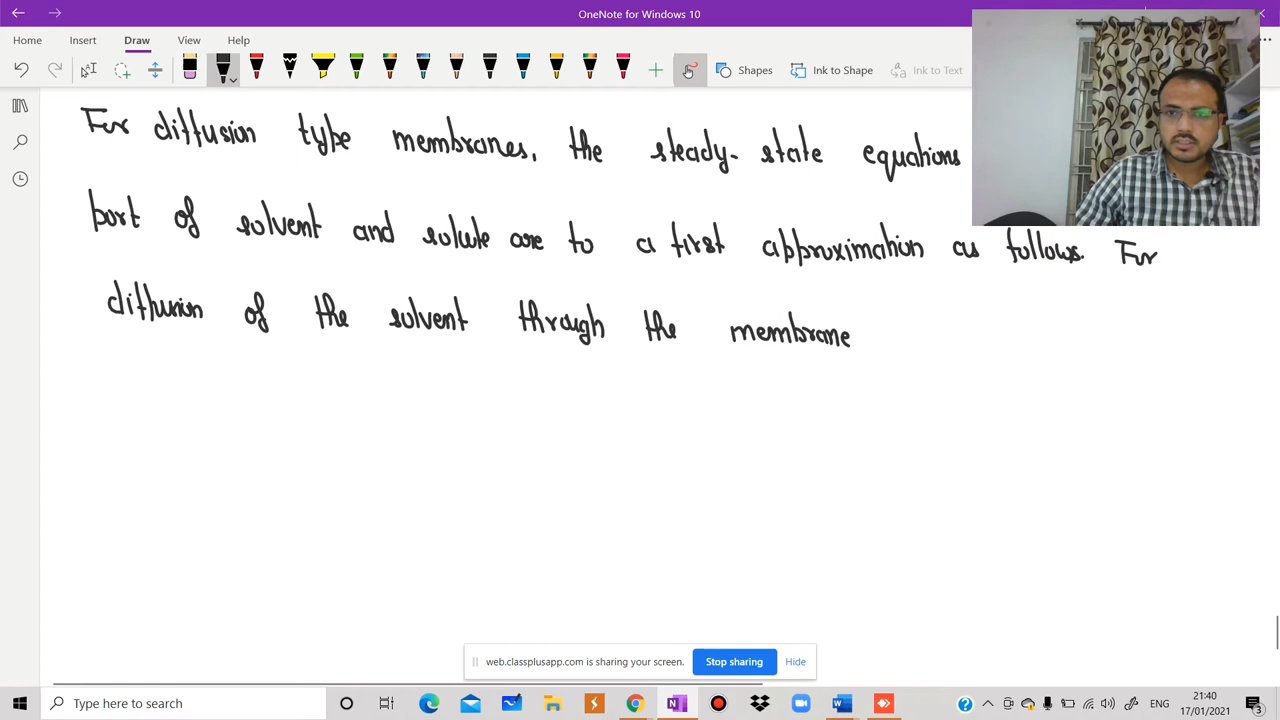 OneNote for Windows 10
Home Insert Draw View Help
Shapes Ink to Shape Ink to Text
For diffusion type membranes, the steady-state equations
port of solvent and solute are to a first approximation as follows. For
diffusion of the solvent through the membrane
web.classplusapp.com is sharing your screen. Stop sharing Hide
Type here to search
ENG
21:40
17/01/2021
3